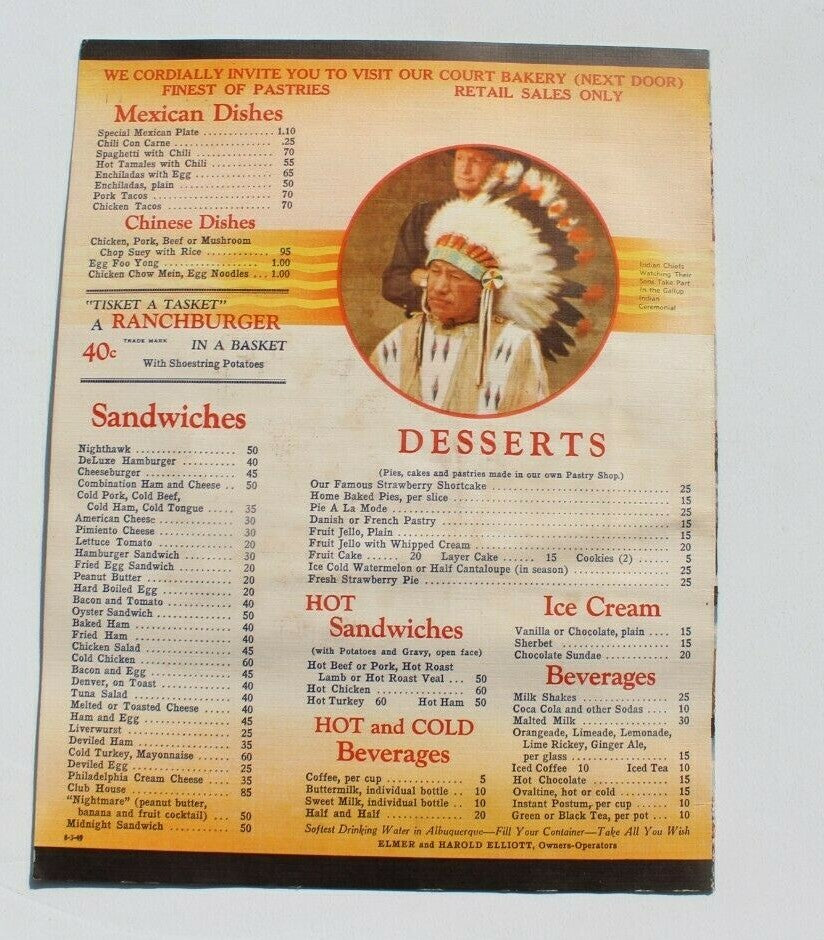 WE CORDIALLY INVITE YOU TO VISIT OUR COURT BAKERY (NEXT DOOR)
FINEST OF PASTRIES RETAIL SALES ONLY
Mexican Dishes
Special Mexican Plate ............. 1.10
Chili Con Carne ................... .25
Spaghetti with Chili .............. 70
Hot Tamales with Chili ............ 55
Enchiladas with Egg ............... 65
Enchiladas, plain ................. 50
Pork Tacos ........................ 70
Chicken Tacos ..................... 70
Chinese Dishes
Chicken, Pork, Beef or Mushroom
Chop Suey with Rice ............ 95
Egg Foo Yong ................... 1.00
Chicken Chow Mein, Egg Noodles ... 1.00
Indian Chiefs
Watching Their
Sons Take Part
In the Gallup
Indian
Ceremonial
"TISKET A TASKET"
A RANCHBURGER
TRADE MARK
40c IN A BASKET
With Shoestring Potatoes
Sandwiches
Nighthawk ..................... 50
DeLuxe Hamburger .............. 40
Cheeseburger .................. 45
Combination Ham and Cheese .. 50
Cold Pork, Cold Beef,
Cold Ham, Cold Tongue ..... 35
American Cheese ............... 30
Pimiento Cheese ............... 30
Lettuce Tomato ................ 20
Hamburger Sandwich ............ 30
Fried Egg Sandwich ............ 20
Peanut Butter ................. 20
Hard Boiled Egg ............... 20
Bacon and Tomato .............. 40
Oyster Sandwich ............... 50
Baked Ham ..................... 40
Fried Ham ..................... 40
Chicken Salad ................. 45
Cold Chicken .................. 60
Bacon and Egg ................. 45
Denver, on Toast .............. 40
Tuna Salad .................... 40
Melted or Toasted Cheese ...... 40
Ham and Egg ................... 45
Liverwurst .................... 25
Deviled Ham ................... 35
Cold Turkey, Mayonnaise ....... 60
Deviled Egg ................... 25
Philadelphia Cream Cheese .... 35
Club House .................... 85
"Nightmare" (peanut butter,
banana and fruit cocktail) ... 50
Midnight Sandwich ............. 50
8-5-49
DESSERTS
(Pies, cakes and pastries made in our own Pastry Shop.)
Our Famous Strawberry Shortcake ............ 25
Home Baked Pies, per slice ................. 15
Pie A La Mode .............................. 25
Danish or French Pastry .................... 15
Fruit Jello, Plain ......................... 15
Fruit Jello with Whipped Cream ............. 20
Fruit Cake ..... 20 Layer Cake ...... 15 Cookies (2) ..... 5
Ice Cold Watermelon or Half Cantaloupe (in season) ............ 25
Fresh Strawberry Pie ....................... 25
HOT
Sandwiches
(with Potatoes and Gravy, open face)
Hot Beef or Pork, Hot Roast
Lamb or Hot Roast Veal ... 50
Hot Chicken ................ 60
Hot Turkey 60 Hot Ham 50
HOT and COLD
Beverages
Coffee, per cup ............. 5
Buttermilk, individual bottle .. 10
Sweet Milk, individual bottle .. 10
Half and Half ............... 20
Ice Cream
Vanilla or Chocolate, plain .... 15
Sherbet ..................... 15
Chocolate Sundae ............ 20
Beverages
Milk Shakes ................. 25
Coca Cola and other Sodas .... 10
Malted Milk ................. 30
Orangeade, Limeade, Lemonade,
Lime Rickey, Ginger Ale,
per glass ................... 15
Iced Coffee 10 Iced Tea 10
Hot Chocolate ............... 15
Ovaltine, hot or cold ....... 15
Instant Postum, per cup ..... 10
Green or Black Tea, per pot ... 10
Softest Drinking Water in Albuquerque—Fill Your Container—Take All You Wish
ELMER and HAROLD ELLIOTT, Owners-Operators